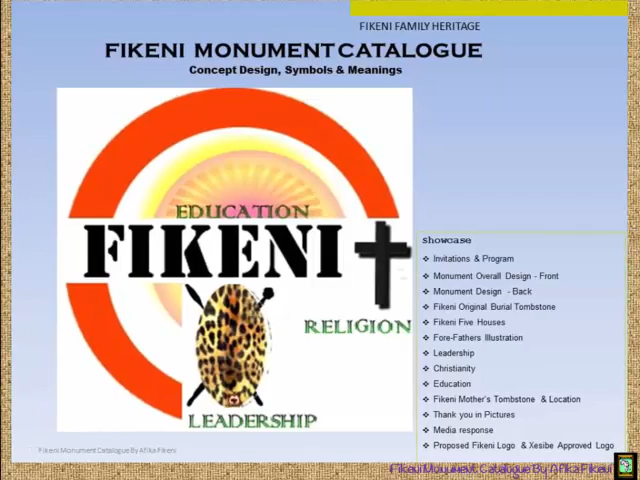 FIKENI FAMILY HERITAGE
FIKENI MONUMENT CATALOGUE
Concept Design, Symbols & Meanings
EDUCATION
FIKENI
RELIGION
LEADERSHIP
showcase
Invitations & Program
Monument Overall Design - Front
Monument Design - Back
Fikeni Original Burial Tombstone
Fikeni Five Houses
Fore-Fathers Illustration
Leadership
Christianity
Education
Fikeni Mother's Tombstone & Location
Thank you in Pictures
Media response
Proposed Fikeni Logo & Xesibe Approved Logo
Fikeni Monument Catalogue By Afika Fikeni
Fikeni Monument Catalogue By Afika Fikeni